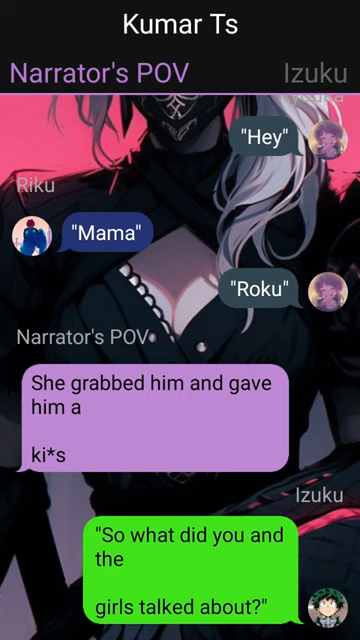 Kumar Ts
Narrator's POV Izuku
"Hey"
Riku
"Mama"
"Roku"
Narrator's POV
She grabbed him and gave
him a
ki*s
Izuku
"So what did you and
the
girls talked about?"